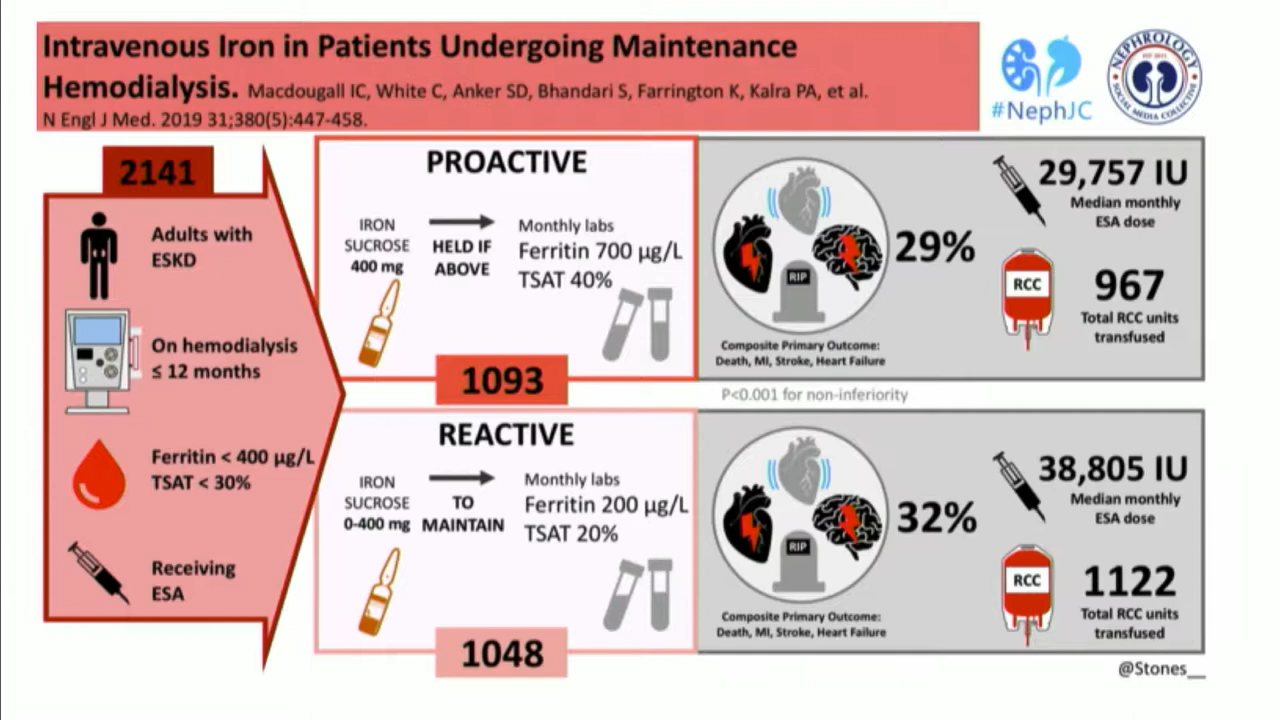 Intravenous Iron in Patients Undergoing Maintenance
Hemodialysis. Macdougall IC, White C, Anker SD, Bhandari S, Farrington K, Kalra PA, et al.
N Engl J Med. 2019 31;380(5):447-458.
#NephJC
NEPHROLOGY
SOCIAL MEDIA COLLECTIVE
2141
Adults with
ESKD
On hemodialysis
≤ 12 months
Ferritin < 400 µg/L
TSAT < 30%
Receiving
ESA
PROACTIVE
IRON
SUCROSE
400 mg
HELD IF
ABOVE
Monthly labs
Ferritin 700 µg/L
TSAT 40%
1093
RIP
Composite Primary Outcome:
Death, MI, Stroke, Heart Failure
29%
29,757 IU
Median monthly
ESA dose
RCC
967
Total RCC units
transfused
P<0.001 for non-inferiority
REACTIVE
IRON
SUCROSE
0-400 mg
TO
MAINTAIN
Monthly labs
Ferritin 200 µg/L
TSAT 20%
1048
RIP
Composite Primary Outcome:
Death, MI, Stroke, Heart Failure
32%
38,805 IU
Median monthly
ESA dose
RCC
1122
Total RCC units
transfused
@Stones__